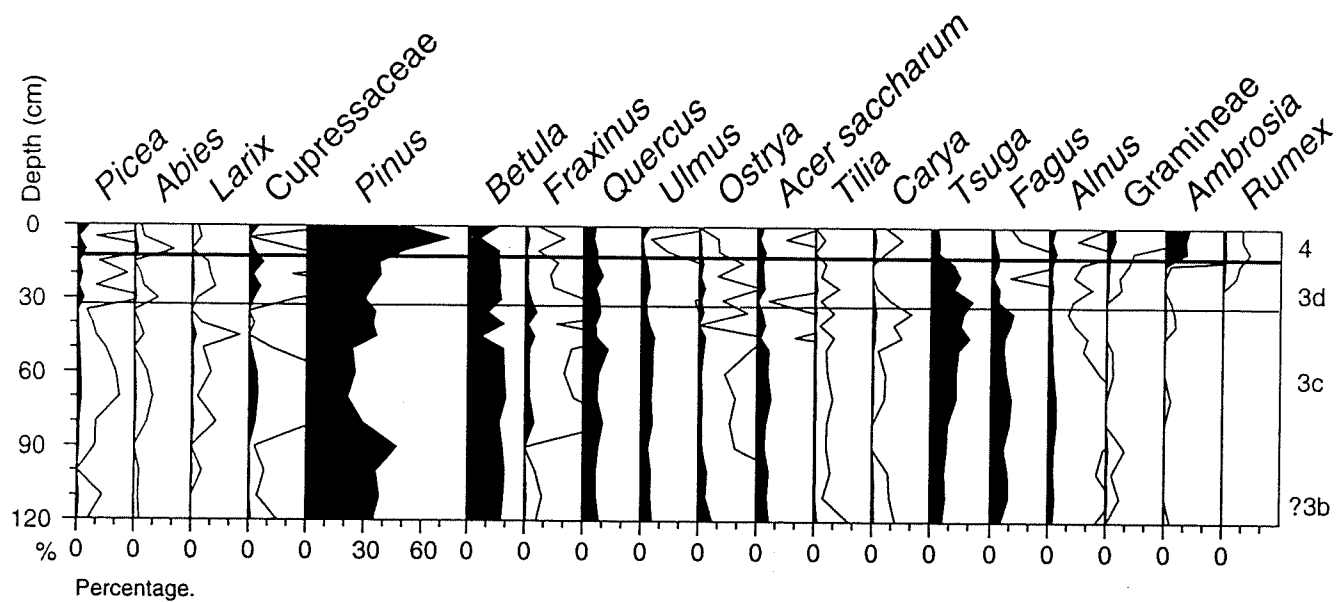 Depth (cm)
Picea
Abies
Larix
Cupressaceae
Pinus
Betula
Fraxinus
Quercus
Ulmus
Ostrya
Acer saccharum
Tilia
Carya
Tsuga
Fagus
Alnus
Gramineae
Ambrosia
Rumex
0
30
60
90
120
4
3d
3c
?3b
% 0 0 0 0 0 30 60 0 0 0 0 0 0 0 0 0 0 0 0 0 0
Percentage.